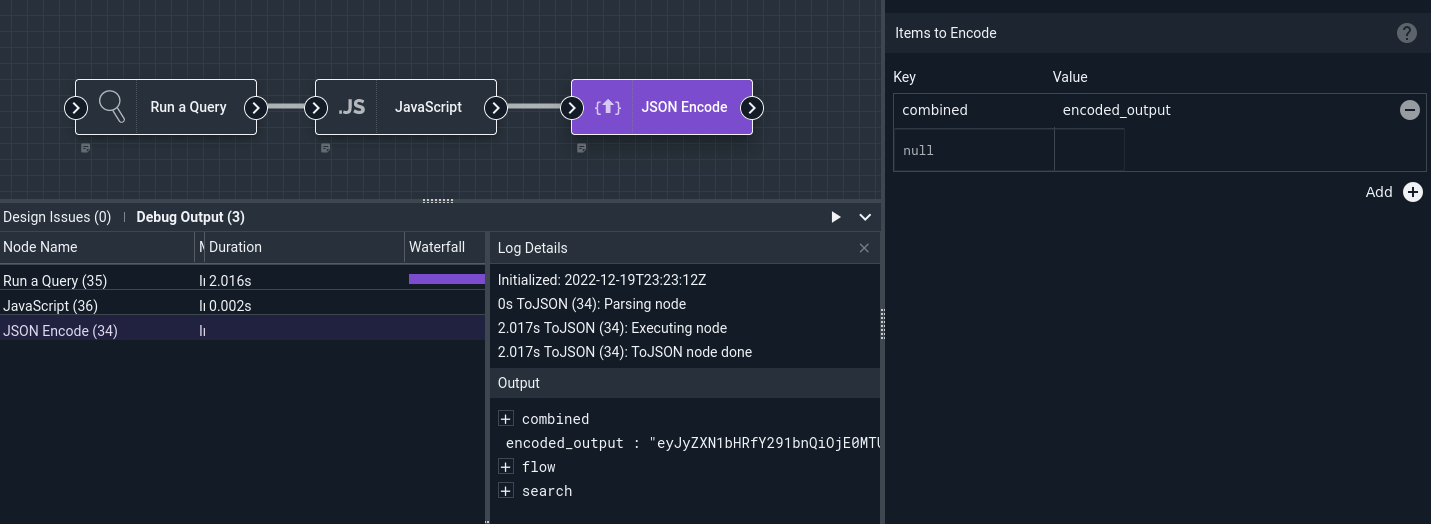 Run a Query
.JS JavaScript
{↑} JSON Encode
Design Issues (0) Debug Output (3)
Node Name Duration Waterfall
Run a Query (35) 2.016s
JavaScript (36) 0.002s
JSON Encode (34)
Log Details
Initialized: 2022-12-19T23:23:12Z
0s ToJSON (34): Parsing node
2.017s ToJSON (34): Executing node
2.017s ToJSON (34): ToJSON node done
Output
combined
encoded_output : "eyJyZXN1bHRfY291bnQiOjE0MTU
flow
search
Items to Encode ?
Key Value
combined encoded_output
null
Add